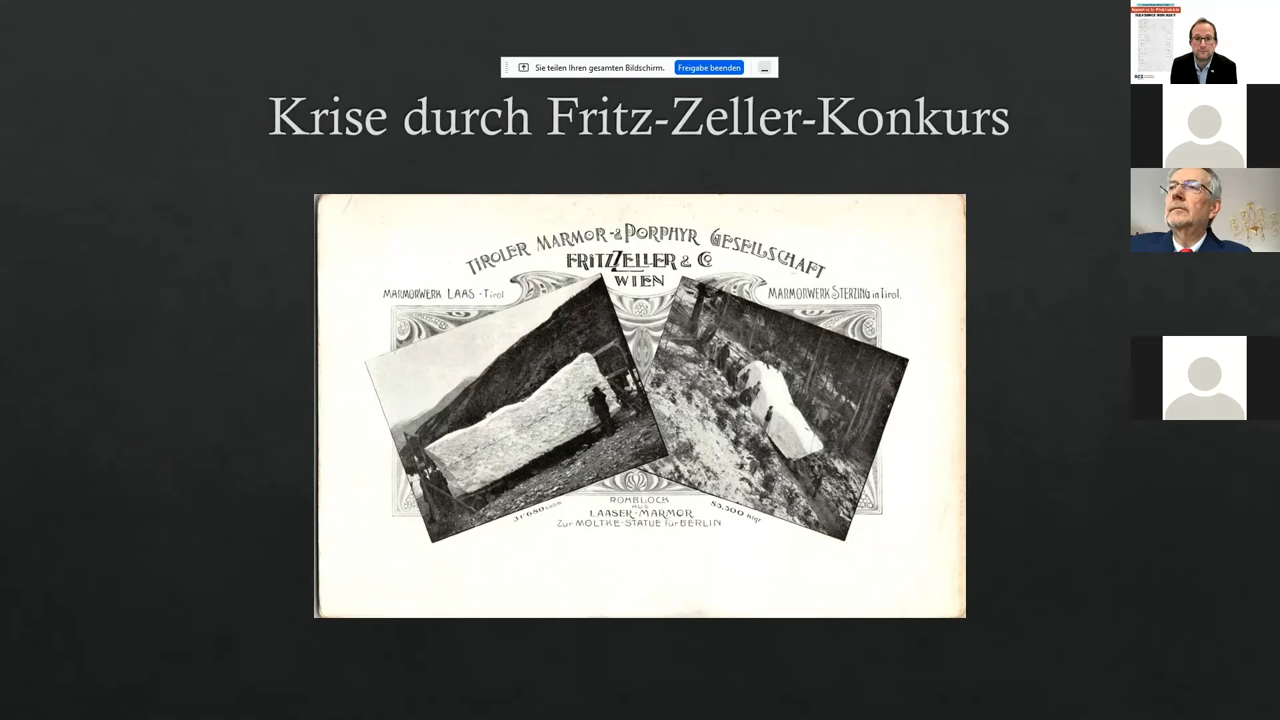 Sie teilen Ihren gesamten Bildschirm.
Freigabe beenden
Krise durch Fritz-Zeller-Konkurs
TIROLER MARMOR-& PORPHYR GESELLSCHAFT
FRITZ ZELLER & Co
WIEN
MARMORWERK LAAS - Tirol
MARMORWERK STERZING in Tirol.
ROHBLOCK
AUS
LAASER-MARMOR
Zur MOLTKE-STATUE für BERLIN